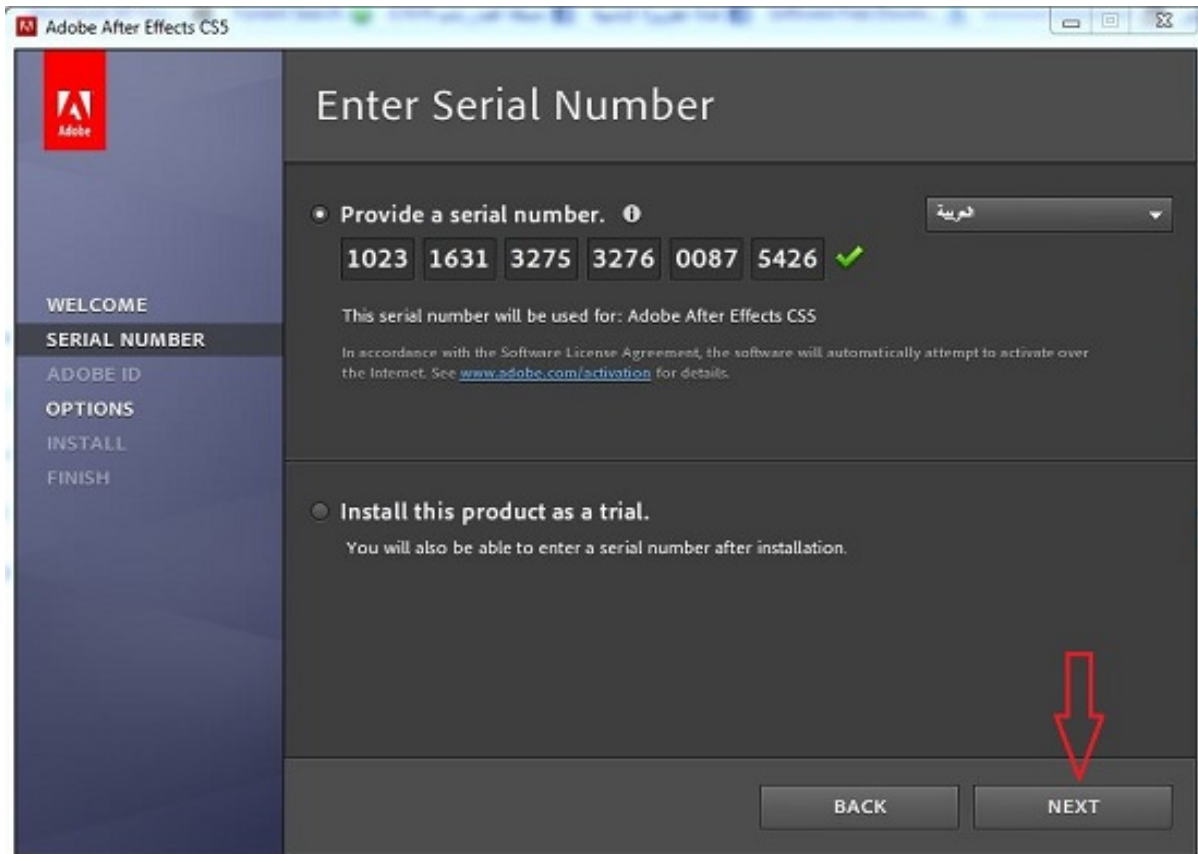 Adobe After Effects CS5
Adobe
Enter Serial Number
Provide a serial number.
1023 1631 3275 3276 0087 5426
This serial number will be used for: Adobe After Effects CS5
In accordance with the Software License Agreement, the software will automatically attempt to activate over
the Internet. See www.adobe.com/activation for details.
WELCOME
SERIAL NUMBER
ADOBE ID
OPTIONS
INSTALL
FINISH
Install this product as a trial.
You will also be able to enter a serial number after installation.
BACK
NEXT